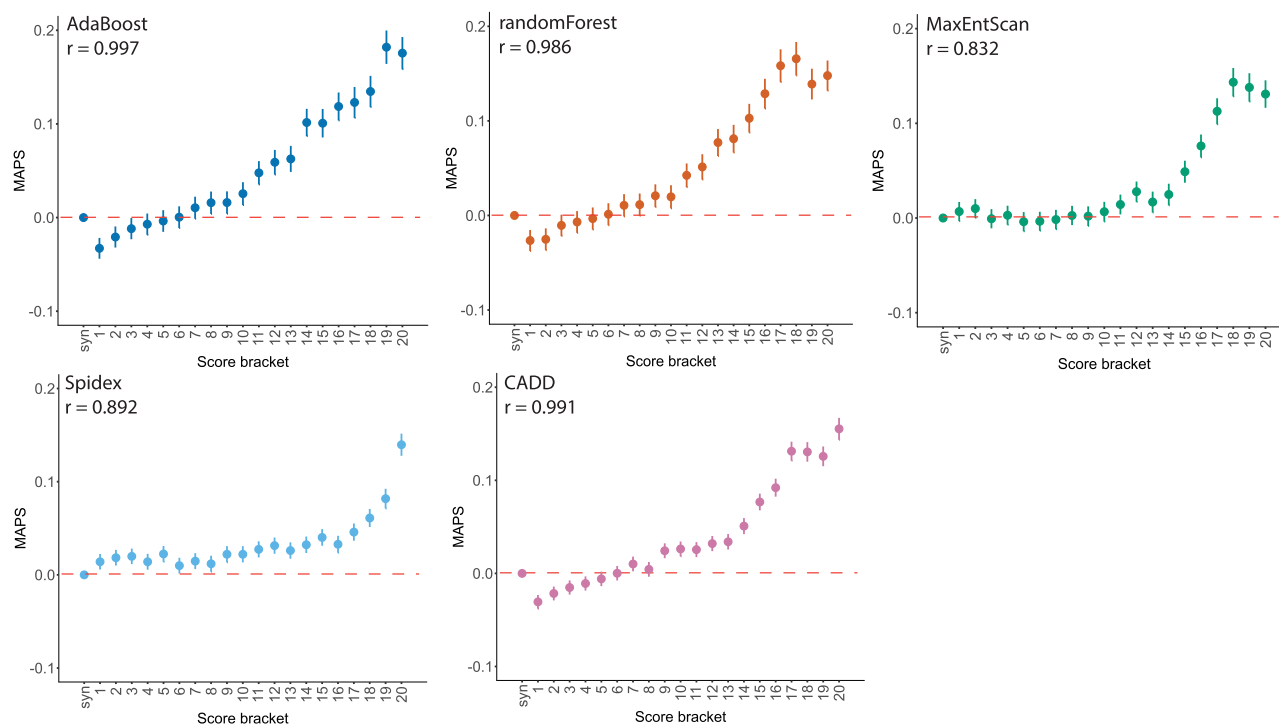 AdaBoost
r = 0.997
0.2
0.1
0.0
-0.1
MAPS
syn 1 2 3 4 5 6 7 8 9 10 11 12 13 14 15 16 17 18 19 20
Score bracket
randomForest
r = 0.986
0.2
0.1
0.0
-0.1
MAPS
syn 1 2 3 4 5 6 7 8 9 10 11 12 13 14 15 16 17 18 19 20
Score bracket
MaxEntScan
r = 0.832
0.2
0.1
0.0
-0.1
MAPS
syn 1 2 3 4 5 6 7 8 9 10 11 12 13 14 15 16 17 18 19 20
Score bracket
Spidex
r = 0.892
0.2
0.1
0.0
-0.1
MAPS
syn 1 2 3 4 5 6 7 8 9 10 11 12 13 14 15 16 17 18 19 20
Score bracket
CADD
r = 0.991
0.2
0.1
0.0
-0.1
MAPS
syn 1 2 3 4 5 6 7 8 9 10 11 12 13 14 15 16 17 18 19 20
Score bracket